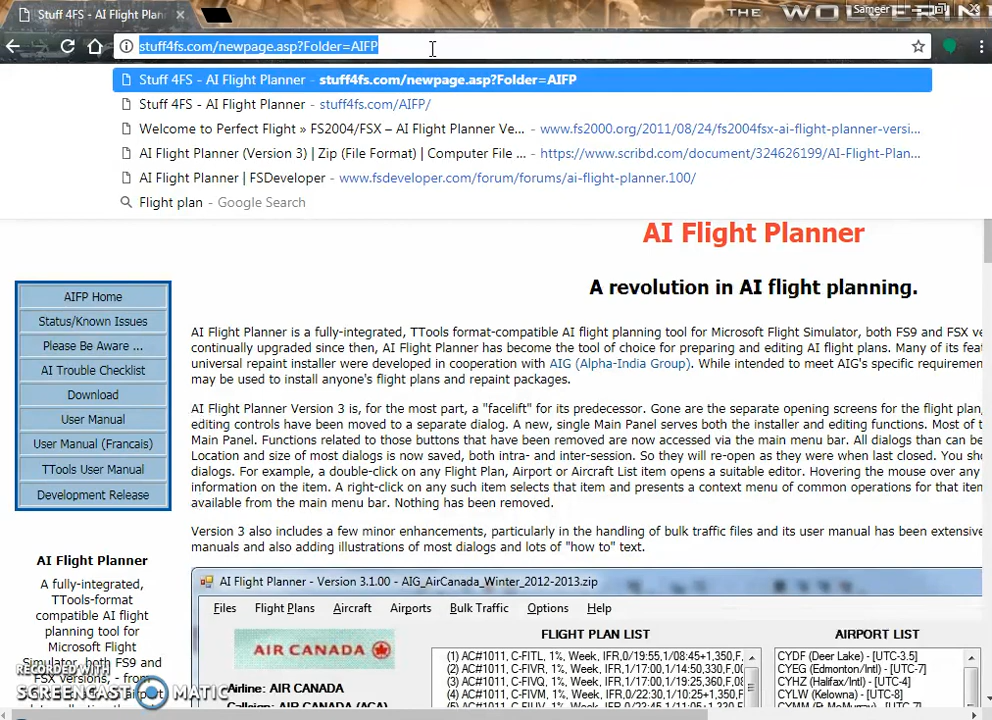 THE WOLVERINE
Stuff 4FS - AI Flight Plan
Sameer
stuff4fs.com/newpage.asp?Folder=AIFP
Stuff 4FS - AI Flight Planner - stuff4fs.com/newpage.asp?Folder=AIFP
Stuff 4FS - AI Flight Planner - stuff4fs.com/AIFP/
Welcome to Perfect Flight » FS2004/FSX – AI Flight Planner Ve... - www.fs2000.org/2011/08/24/fs2004fsx-ai-flight-planner-versi...
AI Flight Planner (Version 3) | Zip (File Format) | Computer File ... - https://www.scribd.com/document/324626199/AI-Flight-Plan...
AI Flight Planner | FSDeveloper - www.fsdeveloper.com/forum/forums/ai-flight-planner.100/
Flight plan - Google Search
AI Flight Planner
A revolution in AI flight planning.
AIFP Home
Status/Known Issues
Please Be Aware ...
AI Trouble Checklist
Download
User Manual
User Manual (Francais)
TTools User Manual
Development Release
AI Flight Planner is a fully-integrated, TTools format-compatible AI flight planning tool for Microsoft Flight Simulator, both FS9 and FSX ve
continually upgraded since then, AI Flight Planner has become the tool of choice for preparing and editing AI flight plans. Many of its feat
universal repaint installer were developed in cooperation with AIG (Alpha-India Group). While intended to meet AIG's specific requiremen
may be used to install anyone's flight plans and repaint packages.
AI Flight Planner Version 3 is, for the most part, a "facelift" for its predecessor. Gone are the separate opening screens for the flight plan,
editing controls have been moved to a separate dialog. A new, single Main Panel serves both the installer and editing functions. Most of t
Main Panel. Functions related to those buttons that have been removed are now accessed via the main menu bar. All dialogs than can be
Location and size of most dialogs is now saved, both intra- and inter-session. So they will re-open as they were when last closed. You sho
dialogs. For example, a double-click on any Flight Plan, Airport or Aircraft List item opens a suitable editor. Hovering the mouse over any
information on the item. A right-click on any such item selects that item and presents a context menu of common operations for that iten
available from the main menu bar. Nothing has been removed.
Version 3 also includes a few minor enhancements, particularly in the handling of bulk traffic files and its user manual has been extensive
manuals and also adding illustrations of most dialogs and lots of "how to" text.
AI Flight Planner
A fully-integrated,
TTools-format
compatible AI flight
planning tool for
Microsoft Flight
Simulator, both FS9 and
FSX versions, - from
RECORDED WITH
SCREENCAST MATIC
AI Flight Planner - Version 3.1.00 - AIG_AirCanada_Winter_2012-2013.zip
Files Flight Plans Aircraft Airports Bulk Traffic Options Help
AIR CANADA
Airline: AIR CANADA
FLIGHT PLAN LIST
(1) AC#1011, C-FITL, 1%, Week, IFR,0/19:55,1/08:45+1,350,F
(2) AC#1011, C-FIVR, 1%, Week, IFR,1/17:00,1/14:50,330,F
(3) AC#1011, C-FIVQ, 1%, Week, IFR,1/17:00,1/19:25,360,F
(4) AC#1011, C-FIVM, 1%, Week, IFR,0/22:30,1/10:25+1,350,F
AIRPORT LIST
CYDF (Deer Lake) - [UTC-3.5]
CYEG (Edmonton/Intl) - [UTC-7]
CYHZ (Halifax/Intl) - [UTC-4]
CYLW (Kelowna) - [UTC-8]